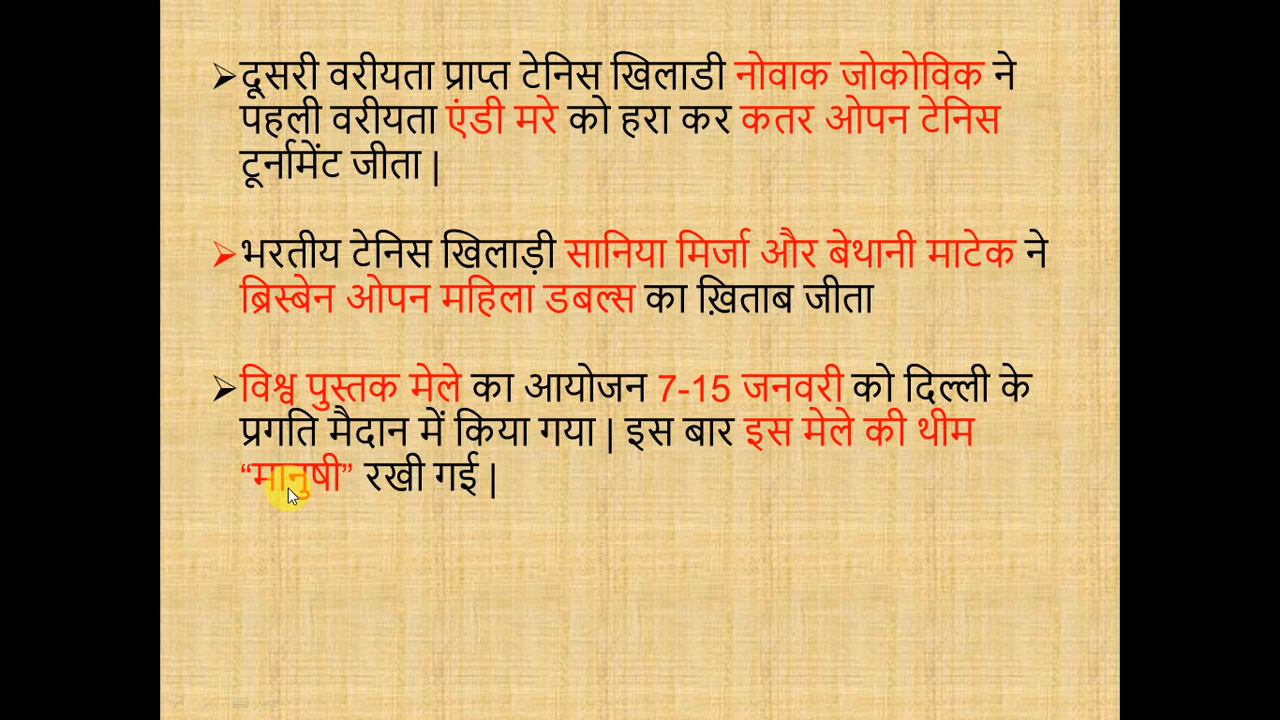 ➢दूसरी वरीयता प्राप्त टेनिस खिलाडी नोवाक जोकोविक ने
पहली वरीयता एंडी मरे को हरा कर कतर ओपन टेनिस
टूर्नामेंट जीता |
➢भरतीय टेनिस खिलाड़ी सानिया मिर्जा और बेथानी माटेक ने
ब्रिस्बेन ओपन महिला डबल्स का ख़िताब जीता
➢विश्व पुस्तक मेले का आयोजन 7-15 जनवरी को दिल्ली के
प्रगति मैदान में किया गया | इस बार इस मेले की थीम
“मानुषी” रखी गई |